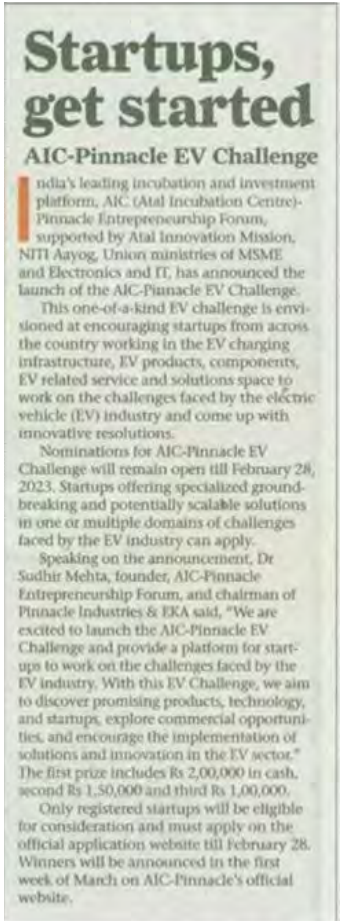 Startups,
get started
AIC-Pinnacle EV Challenge
India's leading incubation and investment
platform, AIC (Atal Incubation Centre)-
Pinnacle Entrepreneurship Forum,
supported by Atal Innovation Mission,
NITI Aayog, Union ministries of MSME
and Electronics and IT, has announced the
launch of the AIC-Pinnacle EV Challenge.
This one-of-a-kind EV challenge is envi-
sioned at encouraging startups from across
the country working in the EV charging
infrastructure, EV products, components,
EV related service and solutions space to
work on the challenges faced by the electric
vehicle (EV) industry and come up with
innovative resolutions.
Nominations for AIC-Pinnacle EV
Challenge will remain open till February 28,
2023. Startups offering specialized ground-
breaking and potentially scalable solutions
in one or multiple domains of challenges
faced by the EV industry can apply.
Speaking on the announcement, Dr
Sudhir Mehta, founder, AIC-Pinnacle
Entrepreneurship Forum, and chairman of
Pinnacle Industries & EKA said, "We are
excited to launch the AIC-Pinnacle EV
Challenge and provide a platform for start-
ups to work on the challenges faced by the
EV industry. With this EV Challenge, we aim
to discover promising products, technology,
and startups, explore commercial opportuni-
ties, and encourage the implementation of
solutions and innovation in the EV sector."
The first prize includes Rs 2,00,000 in cash,
second Rs 1,50,000 and third Rs 1,00,000.
Only registered startups will be eligible
for consideration and must apply on the
official application website till February 28.
Winners will be announced in the first
week of March on AIC-Pinnacle's official
website.